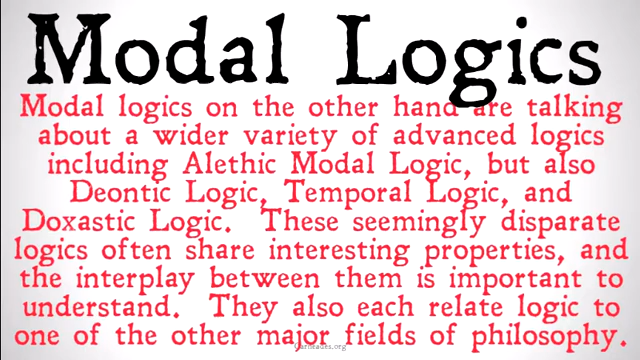 Modal Logics
Modal logics on the other hand are talking
about a wider variety of advanced logics
including Alethic Modal Logic, but also
Deontic Logic, Temporal Logic, and
Doxastic Logic. These seemingly disparate
logics often share interesting properties, and
the interplay between them is important to
understand. They also each relate logic to
one of the other major fields of philosophy.
Carneades.org